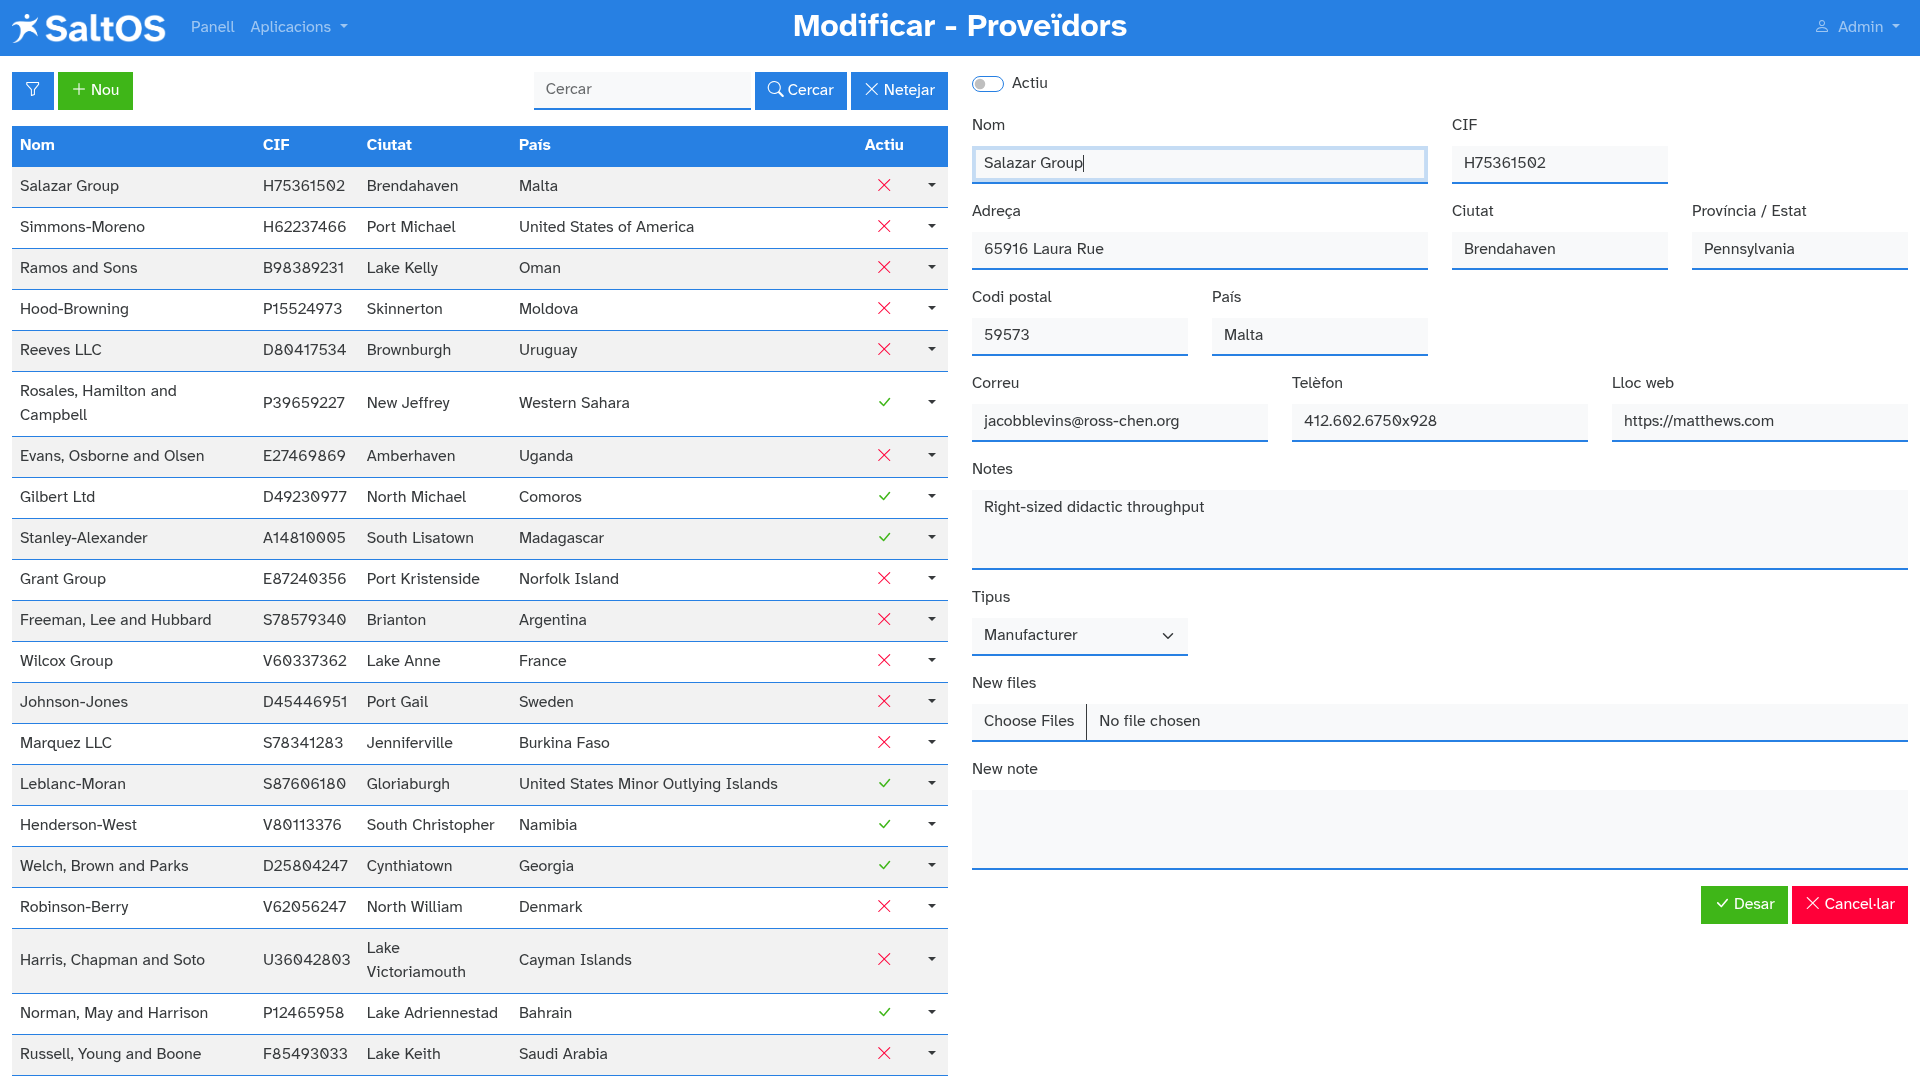 SaltOS
Panell
Aplicacions
Modificar - Proveïdors
Admin
Nou
Cercar
Cercar
Netejar
Nom CIF Ciutat País Actiu
Salazar Group H75361502 Brendahaven Malta
Simmons-Moreno H62237466 Port Michael United States of America
Ramos and Sons B98389231 Lake Kelly Oman
Hood-Browning P15524973 Skinnerton Moldova
Reeves LLC D80417534 Brownburgh Uruguay
Rosales, Hamilton and
Campbell
P39659227 New Jeffrey Western Sahara
Evans, Osborne and Olsen E27469869 Amberhaven Uganda
Gilbert Ltd D49230977 North Michael Comoros
Stanley-Alexander A14810005 South Lisatown Madagascar
Grant Group E87240356 Port Kristenside Norfolk Island
Freeman, Lee and Hubbard S78579340 Brianton Argentina
Wilcox Group V60337362 Lake Anne France
Johnson-Jones D45446951 Port Gail Sweden
Marquez LLC S78341283 Jenniferville Burkina Faso
Leblanc-Moran S87606180 Gloriaburgh United States Minor Outlying Islands
Henderson-West V80113376 South Christopher Namibia
Welch, Brown and Parks D25804247 Cynthiatown Georgia
Robinson-Berry V62056247 North William Denmark
Harris, Chapman and Soto U36042803
Lake
Victoriamouth
Cayman Islands
Norman, May and Harrison P12465958 Lake Adriennestad Bahrain
Russell, Young and Boone F85493033 Lake Keith Saudi Arabia
Actiu
Nom CIF
Salazar Group H75361502
Adreça Ciutat Província / Estat
65916 Laura Rue Brendahaven Pennsylvania
Codi postal País
59573 Malta
Correu Telèfon Lloc web
jacobblevins@ross-chen.org 412.602.6750x928 https://matthews.com
Notes
Right-sized didactic throughput
Tipus
Manufacturer
New files
Choose Files No file chosen
New note
Desar
Cancel·lar